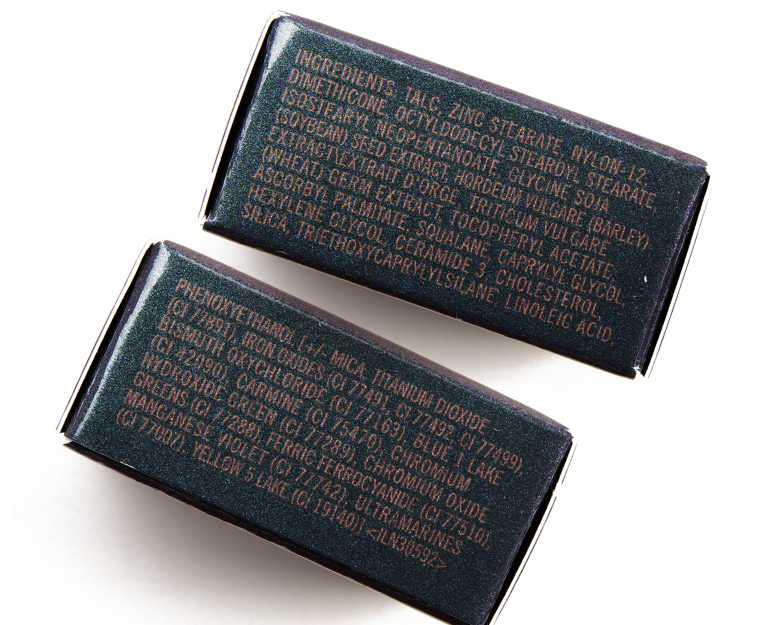 INGREDIENTS, TALC, ZINC STEARATE, NYLON-12,
DIMETHICONE, OCTYLDODECYL STEAROYL STEARATE,
ISOSTEARYL NEOPENTANOATE, GLYCINE SOJA
(SOYBEAN) SEED EXTRACT, HORDEUM VULGARE (BARLEY)
EXTRACT\EXTRAIT D'ORGE, TRITICUM VULGARE
(WHEAT) GERM EXTRACT, TOCOPHERYL ACETATE,
ASCORBYL PALMITATE, SQUALANE, CAPRYLYL GLYCOL,
HEXYLENE GLYCOL, CERAMIDE 3, CHOLESTEROL,
SILICA, TRIETHOXYCAPRYLYLSILANE, LINOLEIC ACID,
PHENOXYETHANOL [+/- MICA, TITANIUM DIOXIDE
(CI 77891), IRON OXIDES (CI 77491, CI 77492, CI 77499),
BISMUTH OXYCHLORIDE (CI 77163), BLUE 1 LAKE
(CI 42090), CARMINE (CI 75470), CHROMIUM
HYDROXIDE GREEN (CI 77289), CHROMIUM OXIDE
GREENS (CI 77288), FERRIC FERROCYANIDE (CI 77510),
MANGANESE VIOLET (CI 77742), ULTRAMARINES
(CI 77007), YELLOW 5 LAKE (CI 19140)] <ILN30592>